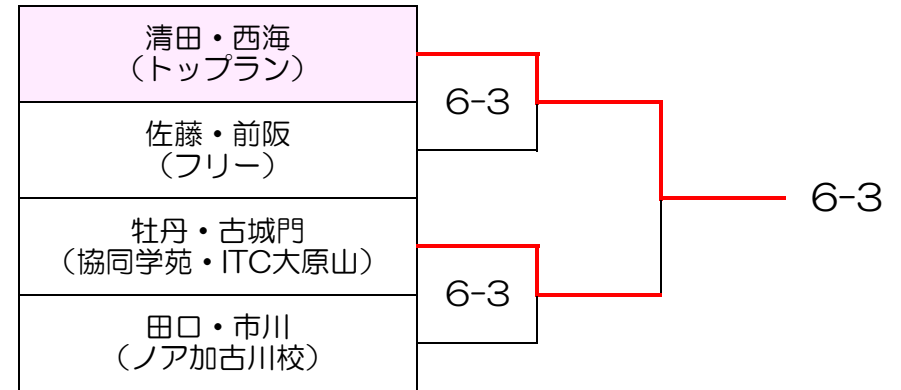 清田・西海
（トップラン）
6-3
佐藤・前阪
（フリー）
6-3
牡丹・古城門
（協同学苑・ITC大原山）
6-3
田口・市川
（ノア加古川校）